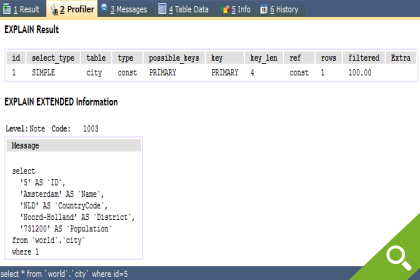 1 Result 2 Profiler 3 Messages 4 Table Data 5 Info 6 History
EXPLAIN Result
id select_type table type possible_keys key key_len ref rows filtered Extra
1 SIMPLE city const PRIMARY PRIMARY 4 const 1 100.00
EXPLAIN EXTENDED Information
Level: Note Code: 1003
Message
select
'5' AS `ID`,
'Amsterdam' AS `Name`,
'NLD' AS `CountryCode`,
'Noord-Holland' AS `District`,
'731200' AS `Population`
from `world`.`city`
where 1
select * from `world`.`city` where id=5